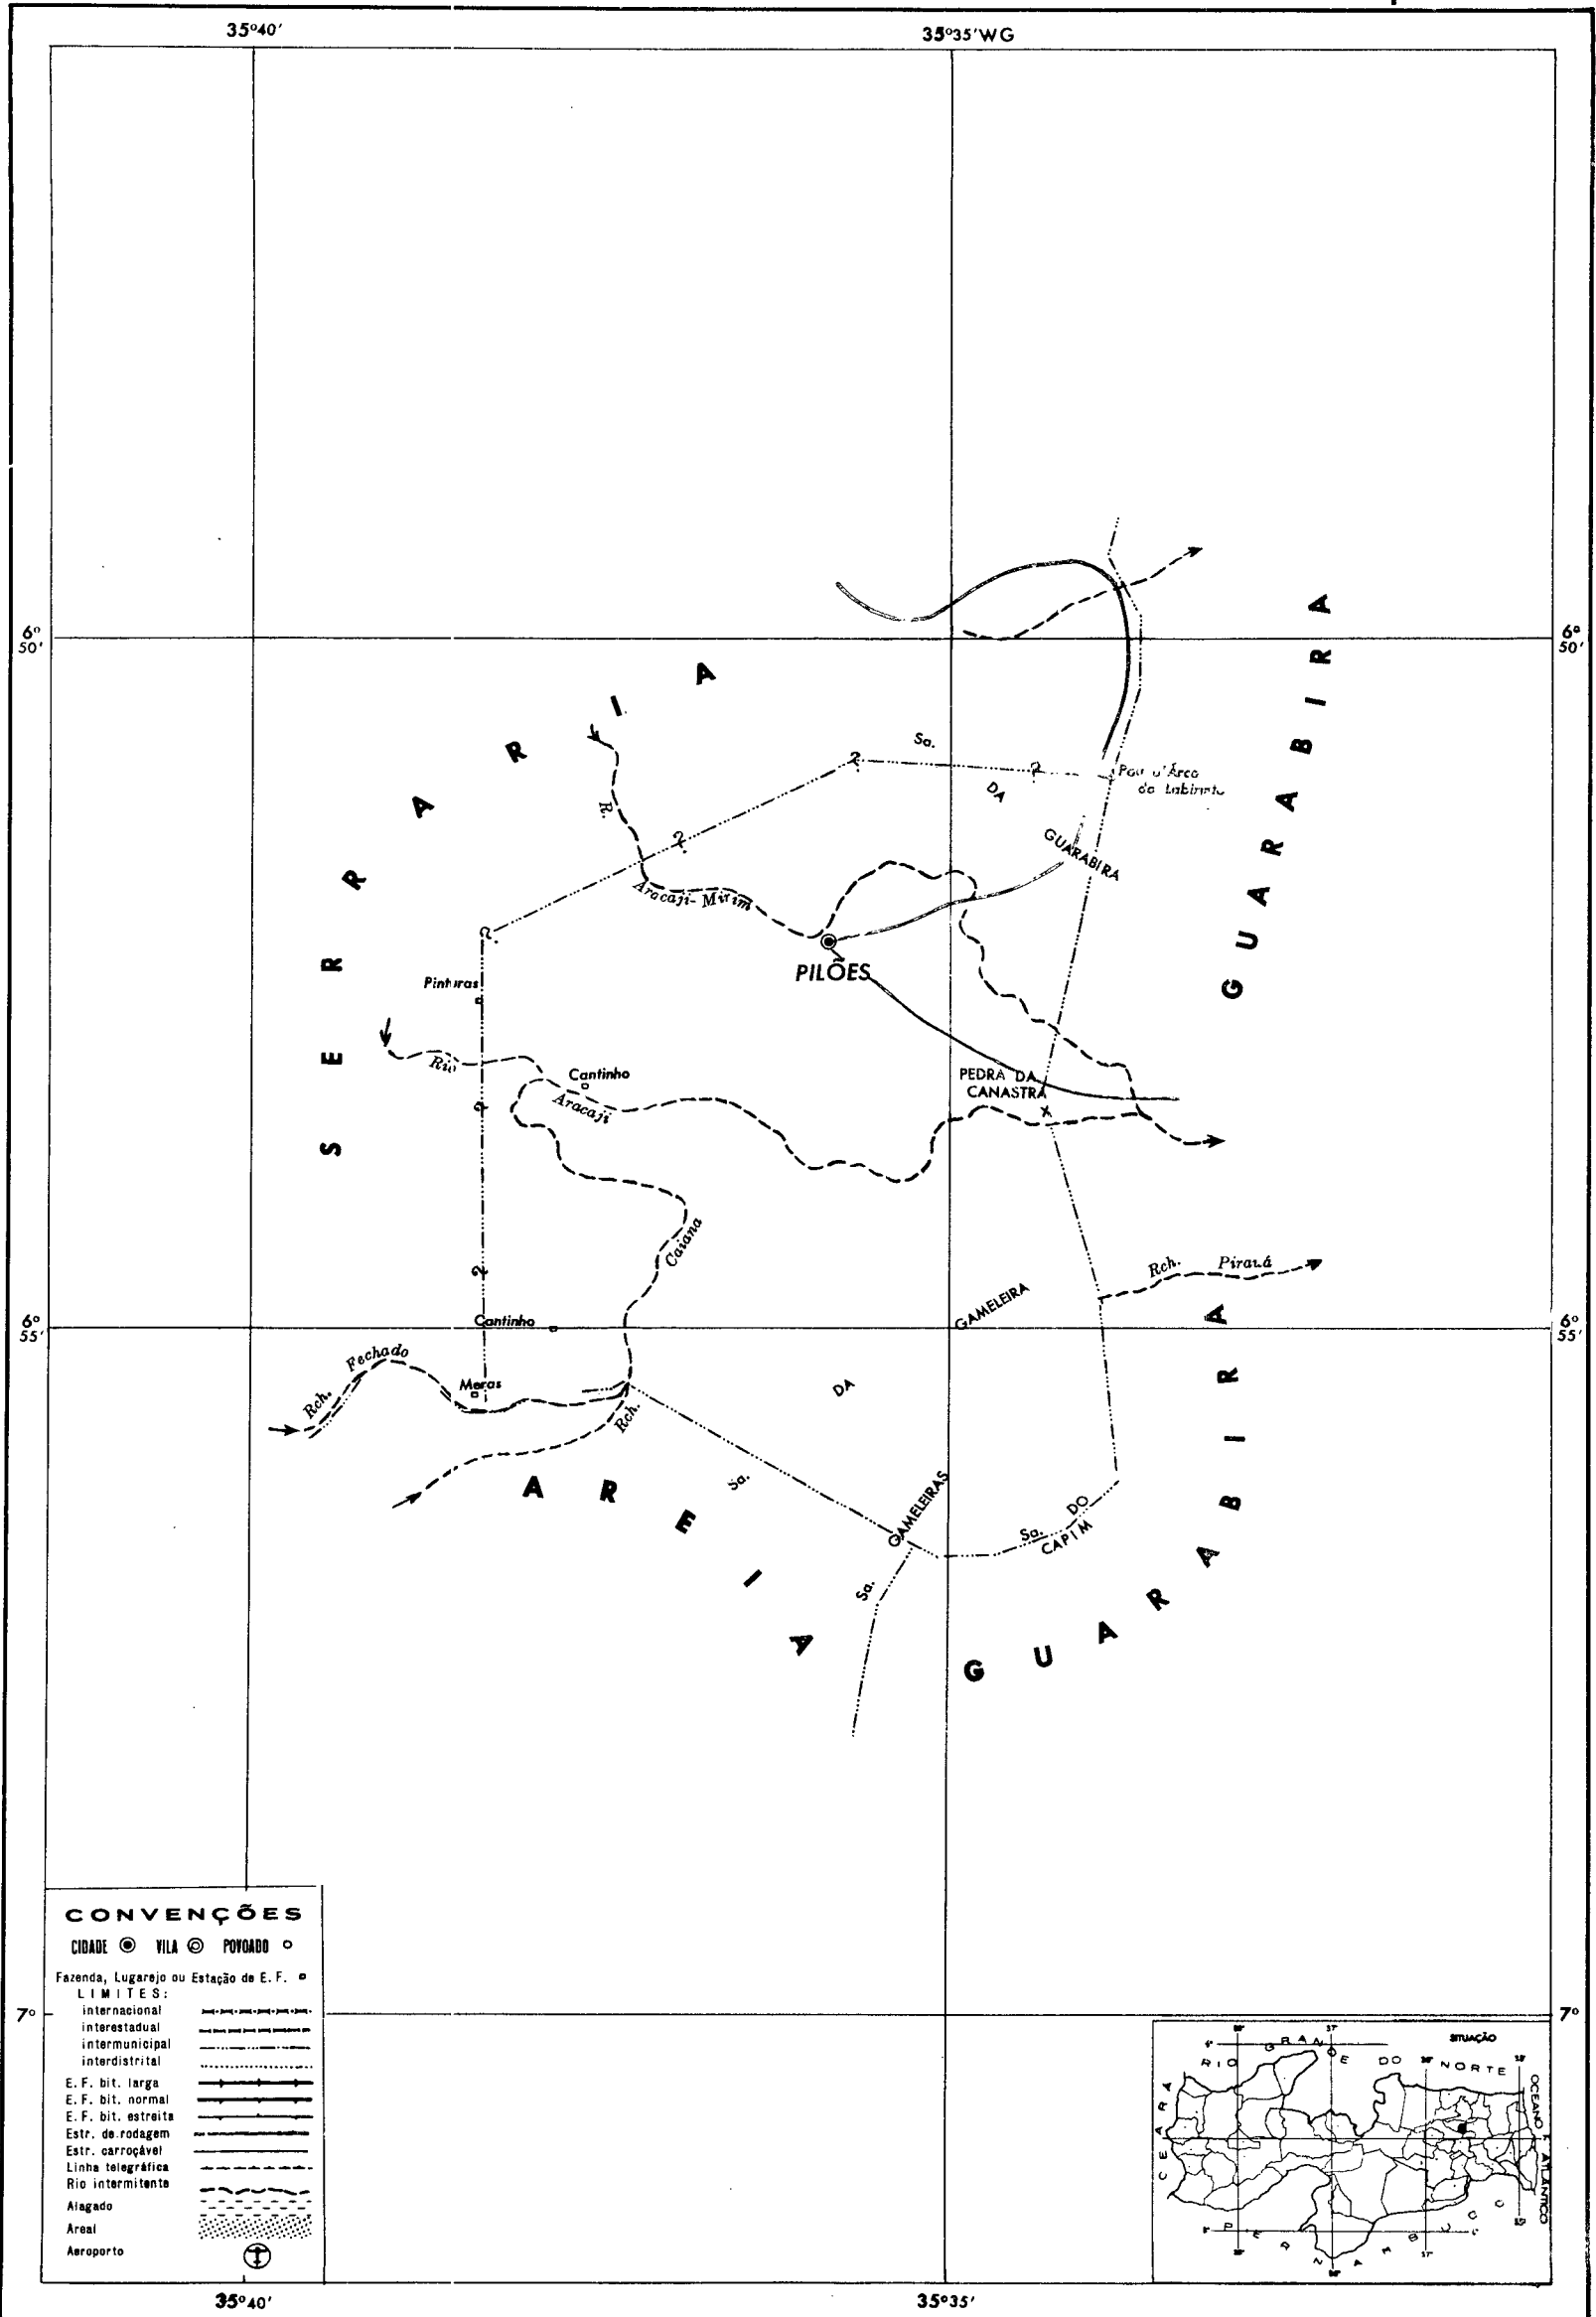 35°40'
35°35'WG
6°
50'
6°
50'
SERRARIA
GUARABIRA
R.
Aracaji-Mirim
Sa.
DA
GUARABIRA
Pau d'Árco
do Labirinto
PILÕES
Pinturas
Rio
Aracaji
Cantinho
PEDRA DA
CANASTRA
Caiana
Rch. Pirauá
GAMELEIRA
DA
Sa.
6°
55'
6°
55'
Cantinho
Rch. Fechado
Meras
Rch.
AREIA
GAMELEIRAS
Sa.
Sa. DO
CAPIM
GUARABIRA
7°
7°
CONVENÇÕES
CIDADE VILA POVOADO
Fazenda, Lugarejo ou Estação de E. F.
LIMITES:
internacional
interestadual
intermunicipal
interdistrital
E. F. bit. larga
E. F. bit. normal
E. F. bit. estreita
Estr. de rodagem
Estr. carroçável
Linha telegráfica
Rio intermitente
Alagado
Areal
Aeroporto
SITUAÇÃO
RIO GRANDE DO NORTE
CEARÁ
OCEANO ATLÂNTICO
PERNAMBUCO
35°40'
35°35'